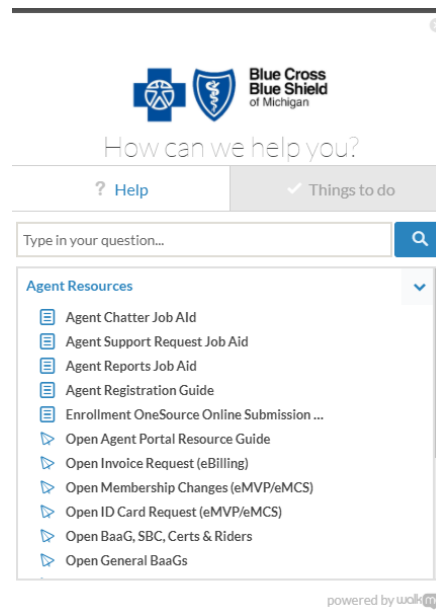 Blue Cross
Blue Shield
of Michigan
How can we help you?
? Help
Things to do
Type in your question...
Agent Resources
Agent Chatter Job AId
Agent Support Request Job Aid
Agent Reports Job Aid
Agent Registration Guide
Enrollment OneSource Online Submission ...
Open Agent Portal Resource Guide
Open Invoice Request (eBilling)
Open Membership Changes (eMVP/eMCS)
Open ID Card Request (eMVP/eMCS)
Open BaaG, SBC, Certs & Riders
Open General BaaGs
powered by walkm